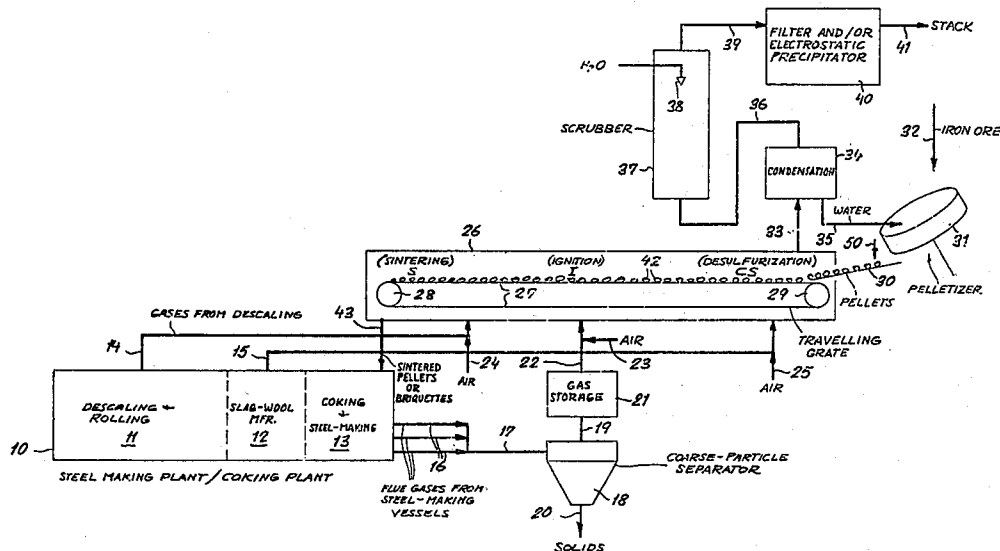 39
FILTER AND/OR
ELECTROSTATIC
PRECIPITATOR
40
41
STACK
H2O
38
SCRUBBER
37
36
32
IRON ORE
34
CONDENSATION
33
WATER
35
50
31
30
PELLETS
PELLETIZER
26
(SINTERING)
S
(IGNITION)
I
42
(DESULFURIZATION)
CS
28
27
29
TRAVELLING
GRATE
43
GASES FROM DESCALING
14
15
24
AIR
SINTERED
PELLETS
OR
BRIQUETTES
22
AIR
23
25
AIR
GAS
STORAGE
21
19
10
DESCALING +
ROLLING
11
SLAG-WOOL
MFR.
12
COKING
+
STEEL-MAKING
13
16
17
COARSE-PARTICLE
SEPARATOR
18
20
SOLIDS
STEEL MAKING PLANT/COKING PLANT
FLUE GASES FROM
STEEL-MAKING
VESSELS